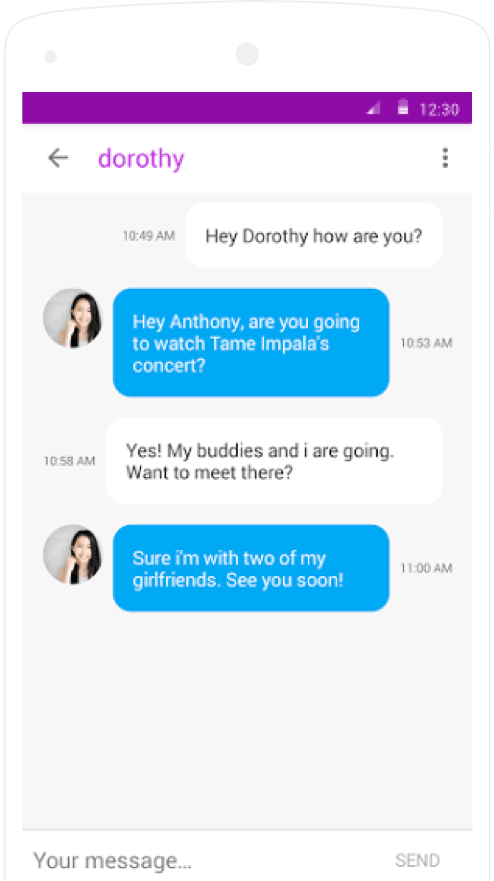 12:30
dorothy
10:49 AM
Hey Dorothy how are you?
Hey Anthony, are you going
to watch Tame Impala's
concert?
10:53 AM
10:58 AM
Yes! My buddies and i are going.
Want to meet there?
Sure i'm with two of my
girlfriends. See you soon!
11:00 AM
Your message...
SEND